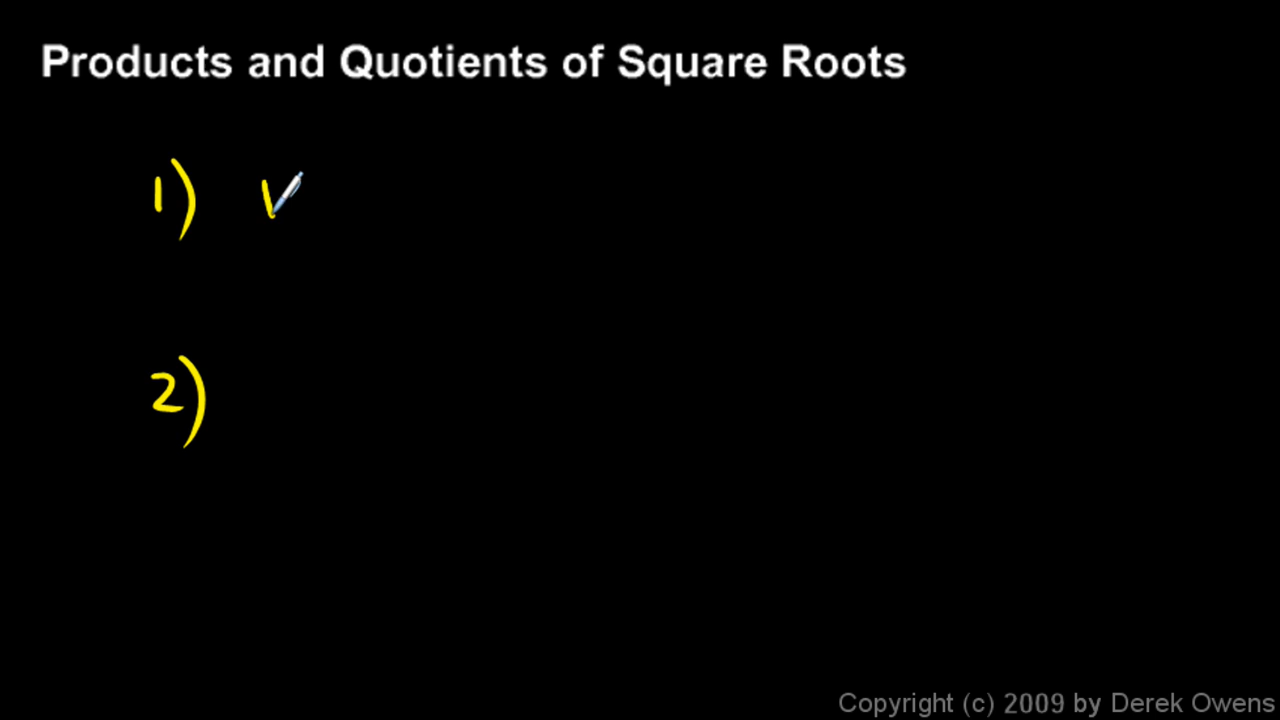 Products and Quotients of Square Roots
1)
2)
Copyright (c) 2009 by Derek Owens